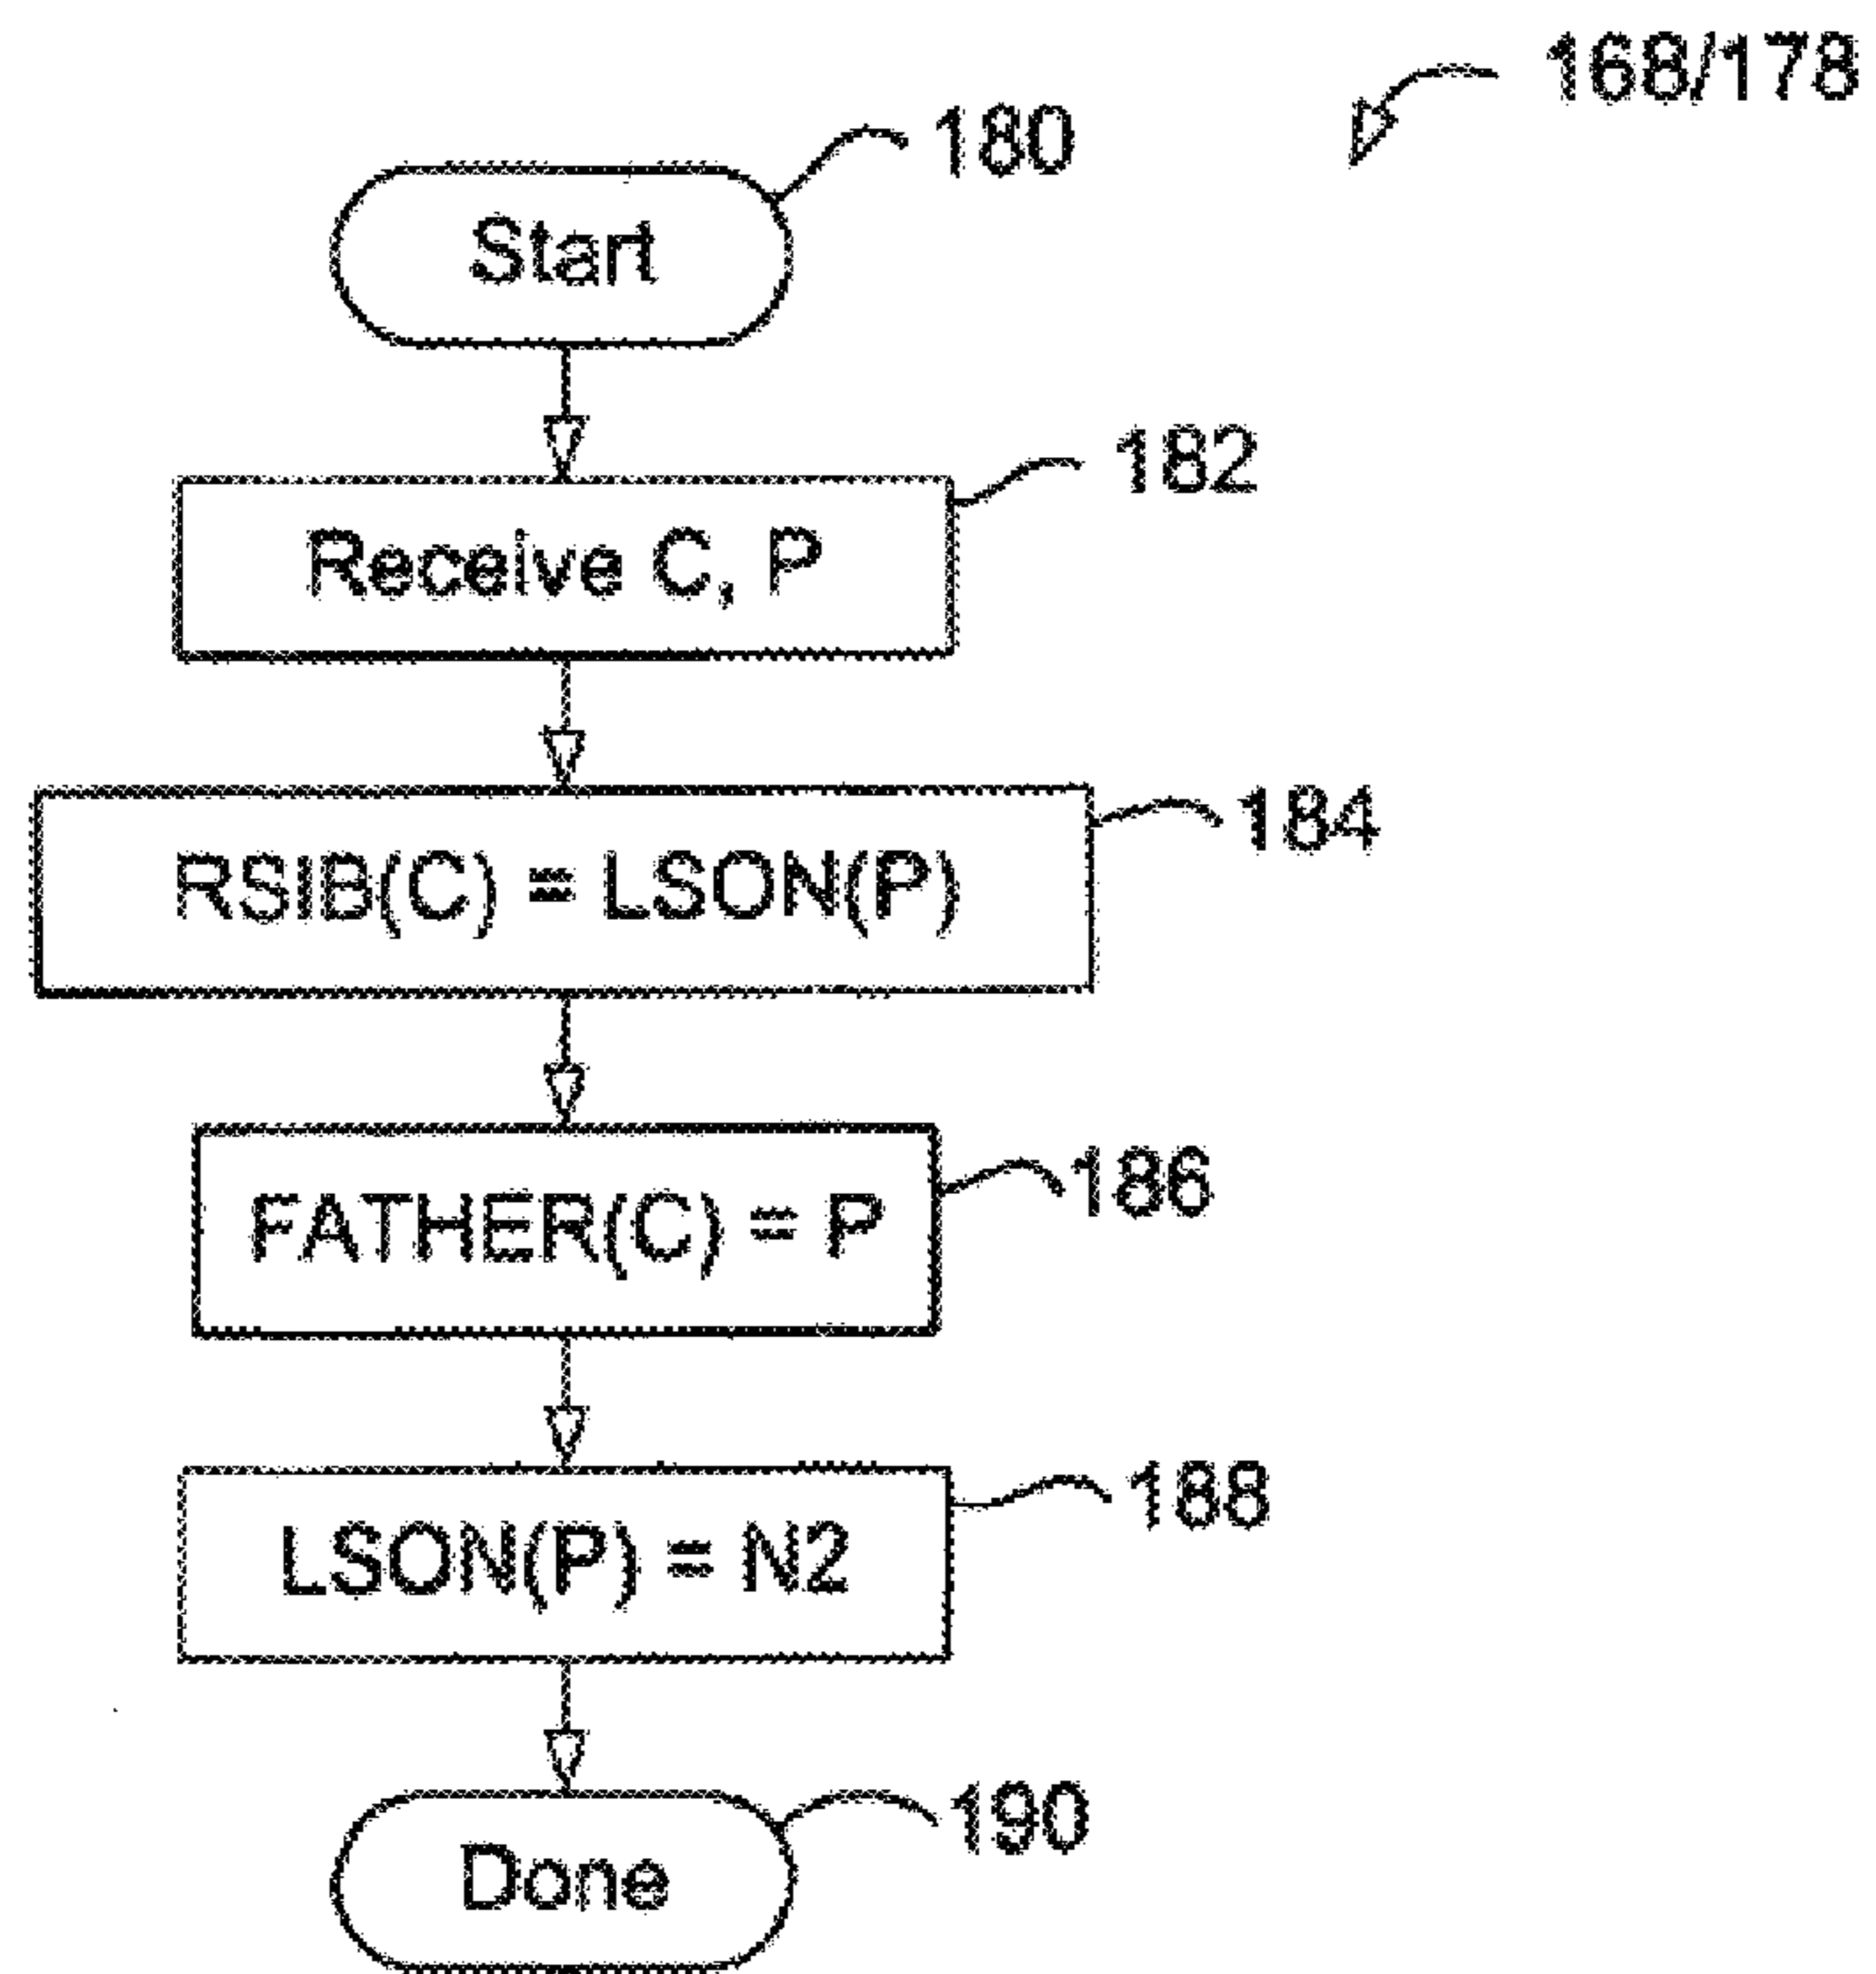 168/178
180
Start
182
Receive C, P
184
RSIB(C) = LSON(P)
186
FATHER(C) = P
188
LSON(P) = N2
190
Done